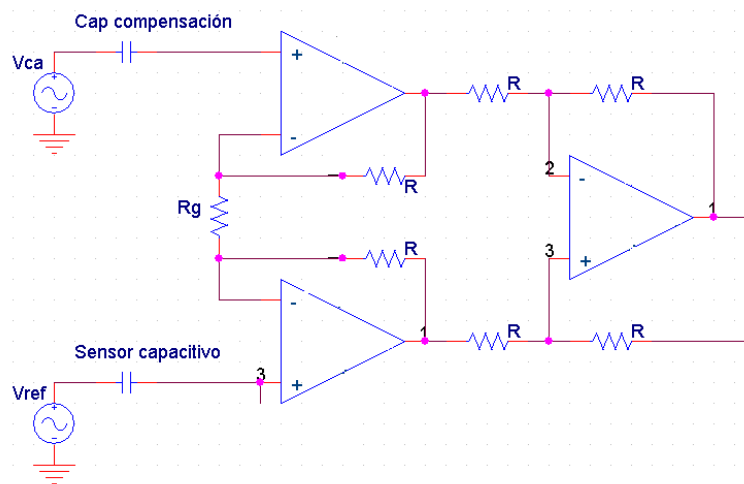 Cap compensación
Vca
+
-
R
R
2
-
R
1
Rg
R
3
+
-
1
R
R
Sensor capacitivo
3
+
Vref